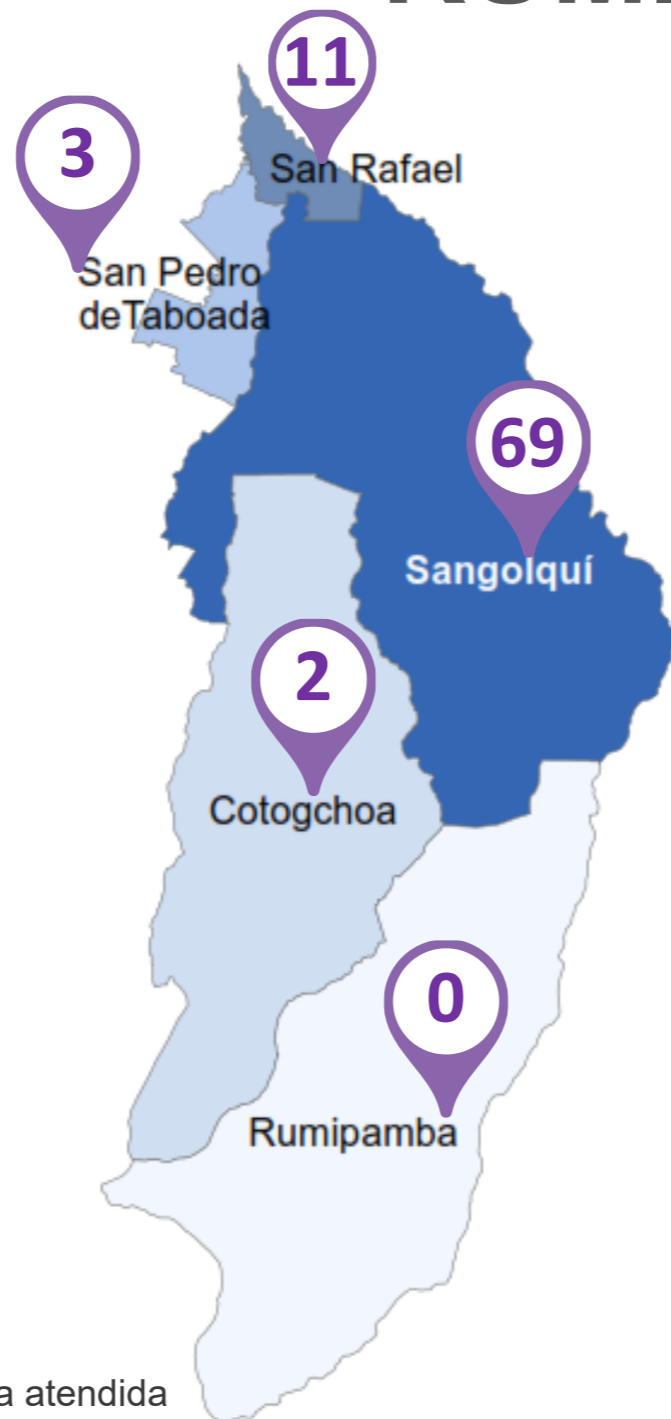 11
San Rafael
3
San Pedro
deTaboada
69
Sangolquí
2
Cotogchoa
0
Rumipamba
a atendida